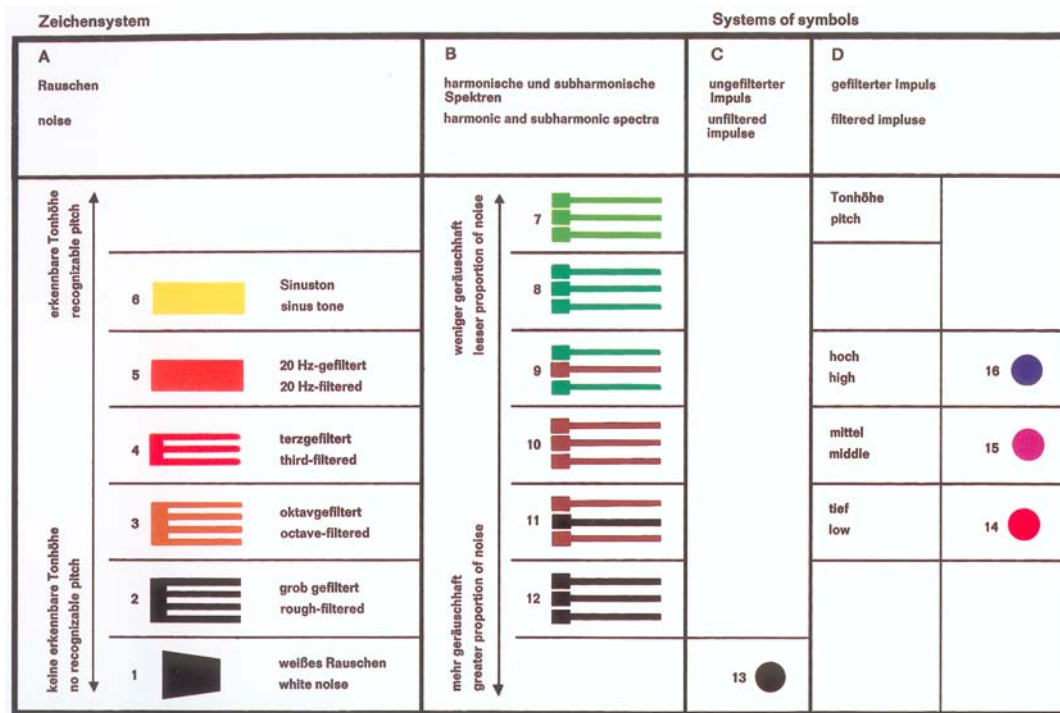 Zeichensystem
Systems of symbols
A
Rauschen
noise
B
harmonische und subharmonische
Spektren
harmonic and subharmonic spectra
C
ungefilterter
Impuls
unfiltered
impulse
D
gefilterter Impuls
filtered impluse
erkennbare Tonhöhe
recognizable pitch
keine erkennbare Tonhöhe
no recognizable pitch
6
Sinuston
sinus tone
5
20 Hz-gefiltert
20 Hz-filtered
4
terzgefiltert
third-filtered
3
oktavgefiltert
octave-filtered
2
grob gefiltert
rough-filtered
1
weißes Rauschen
white noise
weniger geräuschhaft
lesser proportion of noise
mehr geräuschhaft
greater proportion of noise
7
8
9
10
11
12
13
Tonhöhe
pitch
hoch
high
16
mittel
middle
15
tief
low
14